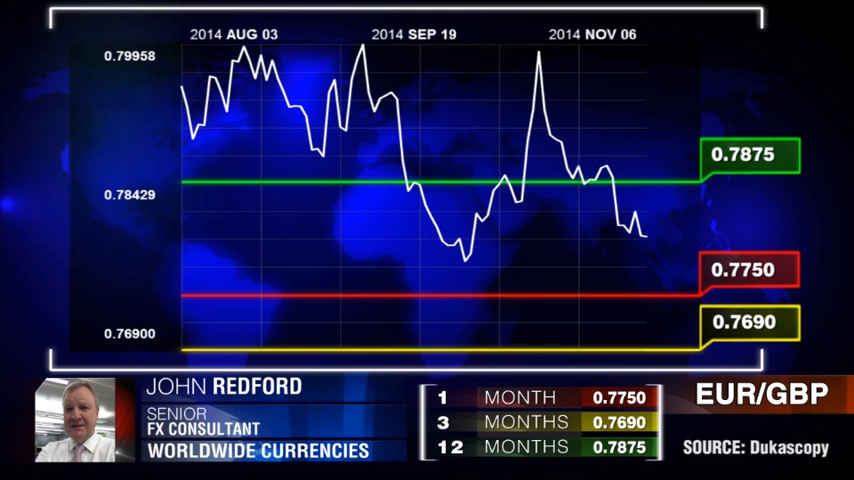 2014 AUG 03 2014 SEP 19 2014 NOV 06
0.79958
0.7875
0.78429
0.7750
0.7690
0.76900
JOHN REDFORD
SENIOR
FX CONSULTANT
WORLDWIDE CURRENCIES
1 MONTH 0.7750
3 MONTHS 0.7690
12 MONTHS 0.7875
EUR/GBP
SOURCE: Dukascopy